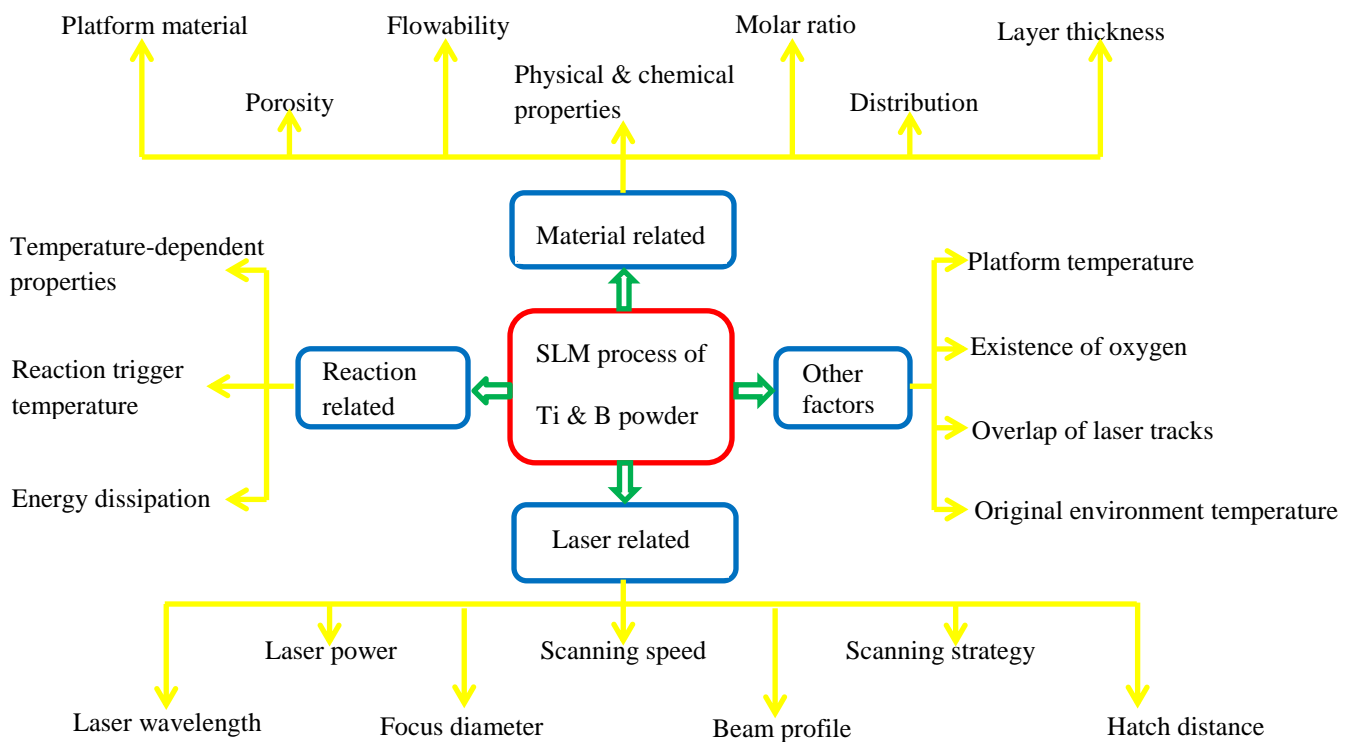 Platform material
Flowability
Molar ratio
Layer thickness
Physical & chemical
properties
Porosity
Distribution
Material related
Temperature-dependent
properties
Platform temperature
SLM process of
Ti & B powder
Existence of oxygen
Reaction trigger
temperature
Reaction
related
Other
factors
Overlap of laser tracks
Energy dissipation
Original environment temperature
Laser related
Laser power
Scanning speed
Scanning strategy
Laser wavelength
Focus diameter
Beam profile
Hatch distance